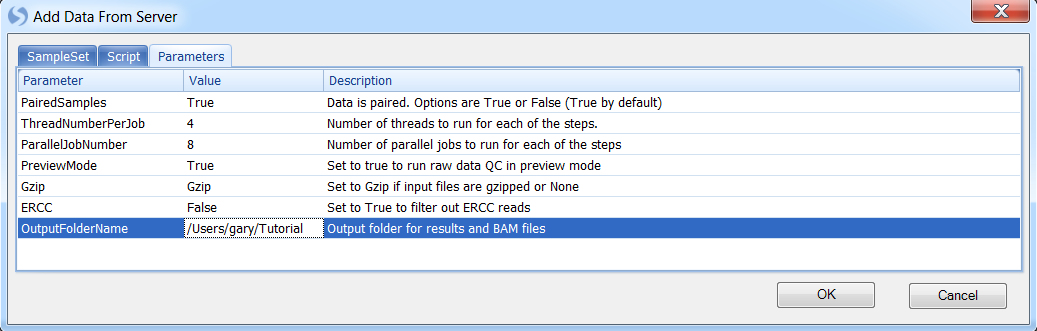 Add Data From Server
SampleSet Script Parameters
Parameter Value Description
PairedSamples True Data is paired. Options are True or False (True by default)
ThreadNumberPerJob 4 Number of threads to run for each of the steps.
ParallelJobNumber 8 Number of parallel jobs to run for each of the steps
PreviewMode True Set to true to run raw data QC in preview mode
Gzip Gzip Set to Gzip if input files are gzipped or None
ERCC False Set to True to filter out ERCC reads
OutputFolderName /Users/gary/Tutorial Output folder for results and BAM files
OK Cancel